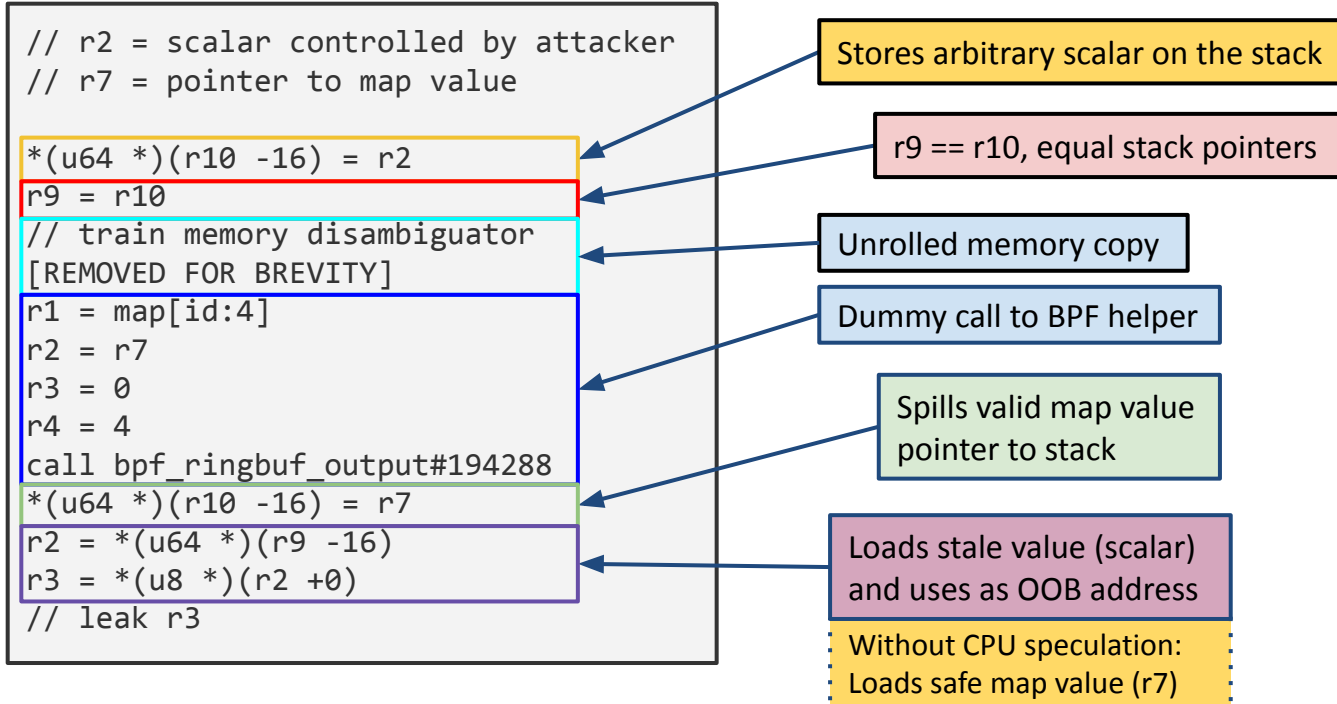 // r2 = scalar controlled by attacker
// r7 = pointer to map value
*(u64 *)(r10 -16) = r2
r9 = r10
// train memory disambiguator
[REMOVED FOR BREVITY]
r1 = map[id:4]
r2 = r7
r3 = 0
r4 = 4
call bpf_ringbuf_output#194288
*(u64 *)(r10 -16) = r7
r2 = *(u64 *)(r9 -16)
r3 = *(u8 *)(r2 +0)
// leak r3
Stores arbitrary scalar on the stack
r9 == r10, equal stack pointers
Unrolled memory copy
Dummy call to BPF helper
Spills valid map value
pointer to stack
Loads stale value (scalar)
and uses as OOB address
Without CPU speculation:
Loads safe map value (r7)